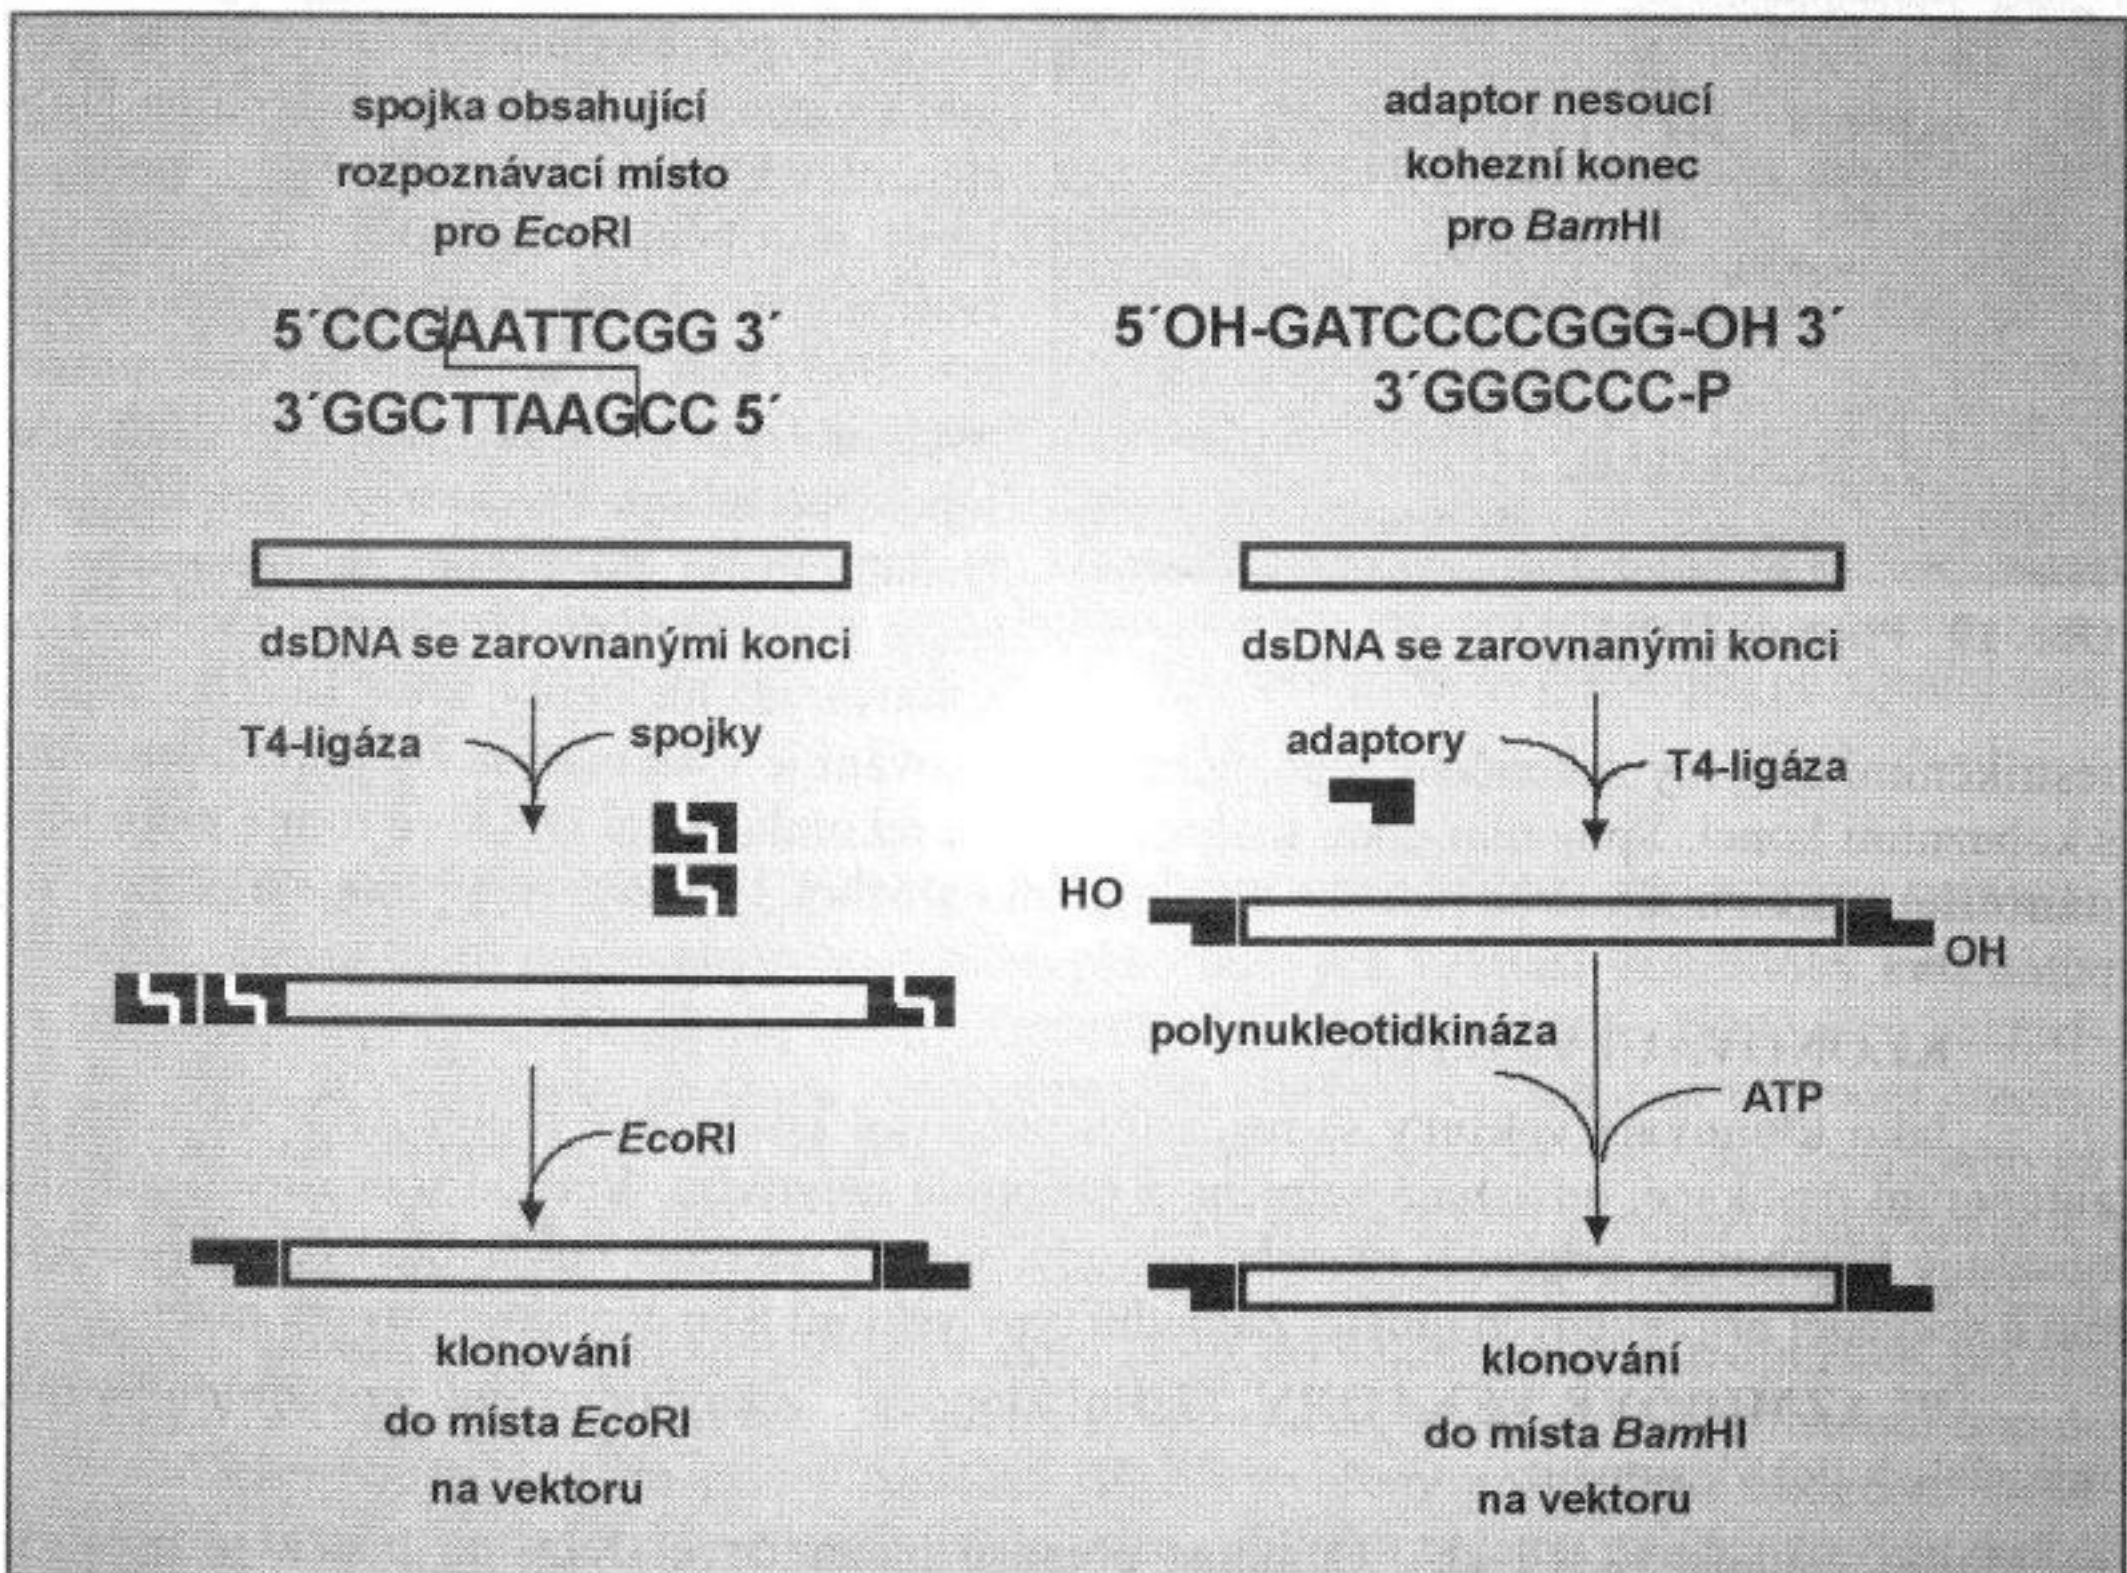 spojka obsahující
rozpoznávací místo
pro EcoRI
5´CCGAATTCGG 3´
3´GGCTTAAGCC 5´
dsDNA se zarovnanými konci
T4-ligáza
spojky
EcoRI
klonování
do místa EcoRI
na vektoru
adaptor nesoucí
kohezní konec
pro BamHI
5´OH-GATCCCCGGG-OH 3´
3´GGGCCC-P
dsDNA se zarovnanými konci
adaptory
T4-ligáza
HO
OH
polynukleotidkináza
ATP
klonování
do místa BamHI
na vektoru